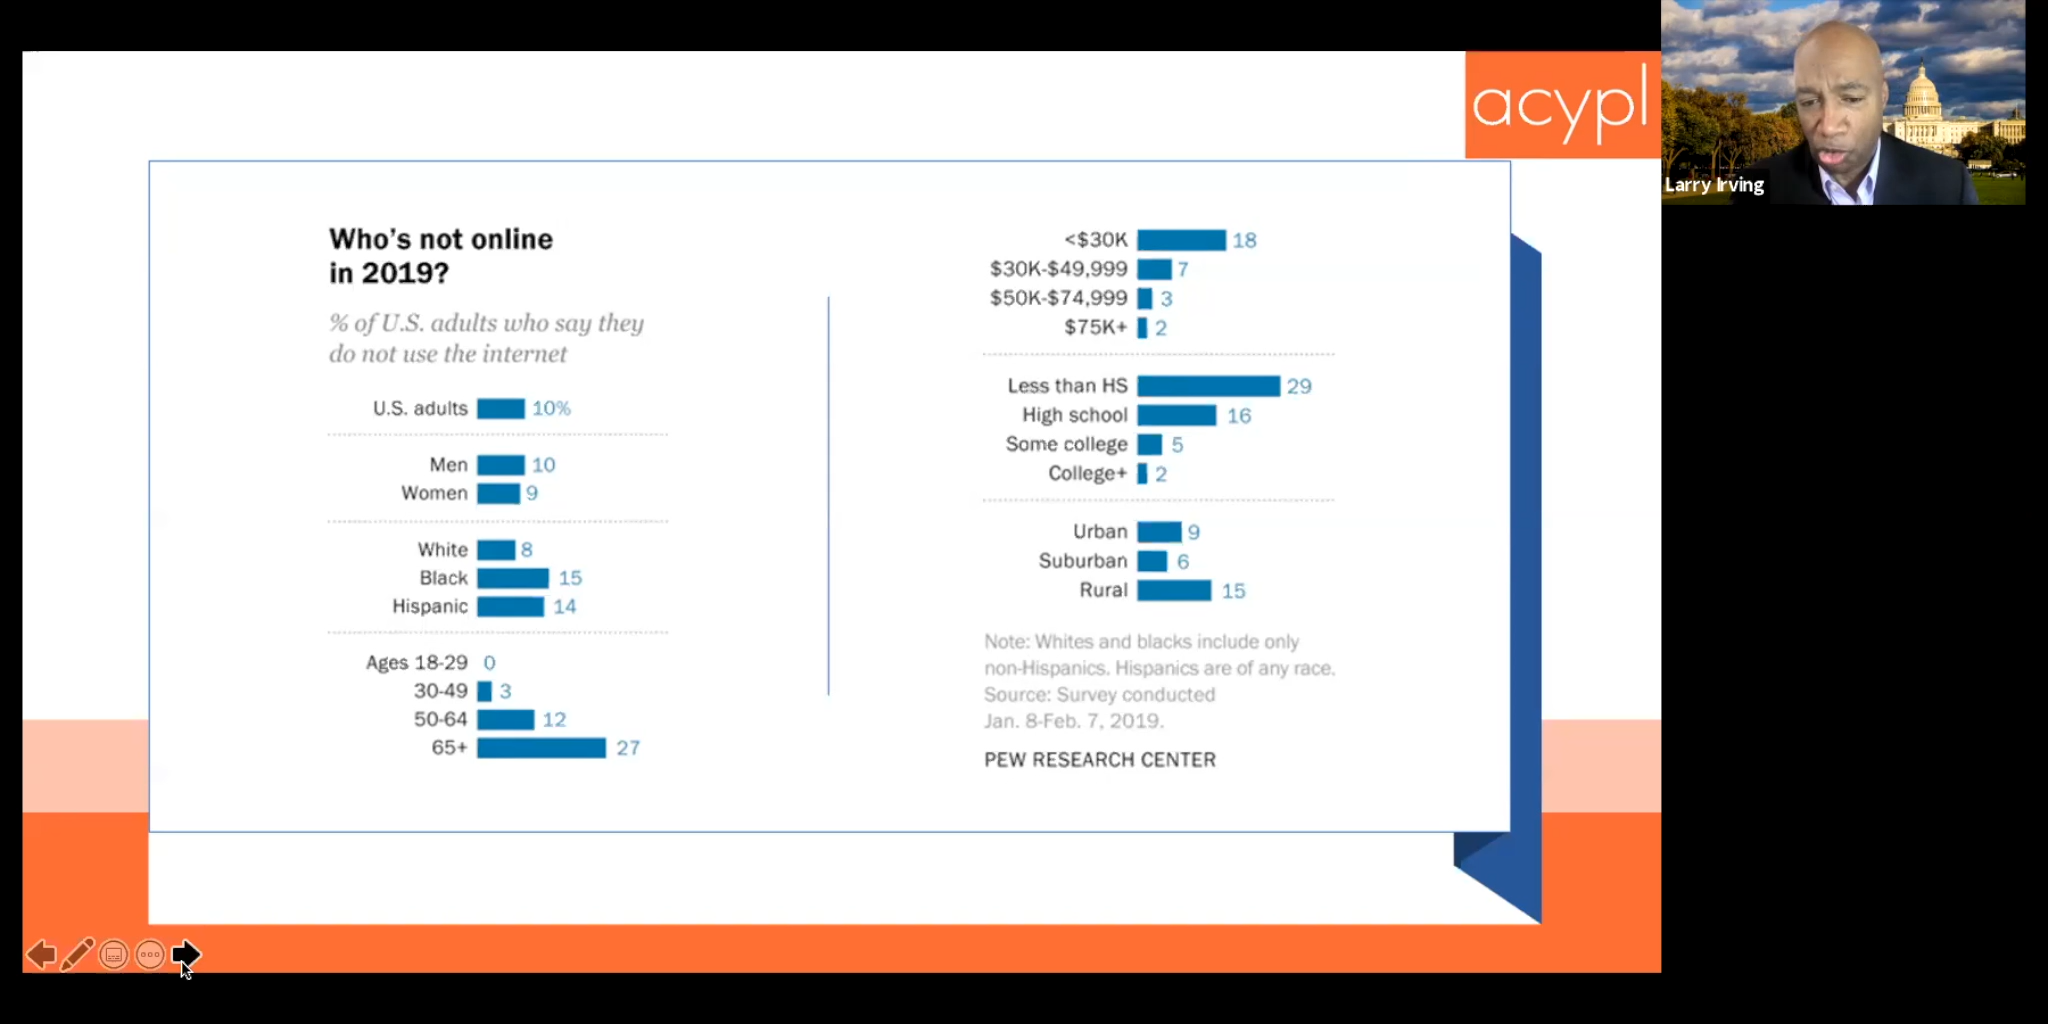 acypl
Larry Irving
Who's not online
in 2019?
% of U.S. adults who say they
do not use the internet
U.S. adults 10%
Men 10
Women 9
White 8
Black 15
Hispanic 14
Ages 18-29 0
30-49 3
50-64 12
65+ 27
<$30K 18
$30K-$49,999 7
$50K-$74,999 3
$75K+ 2
Less than HS 29
High school 16
Some college 5
College+ 2
Urban 9
Suburban 6
Rural 15
Note: Whites and blacks include only
non-Hispanics. Hispanics are of any race.
Source: Survey conducted
Jan. 8-Feb. 7, 2019.
PEW RESEARCH CENTER